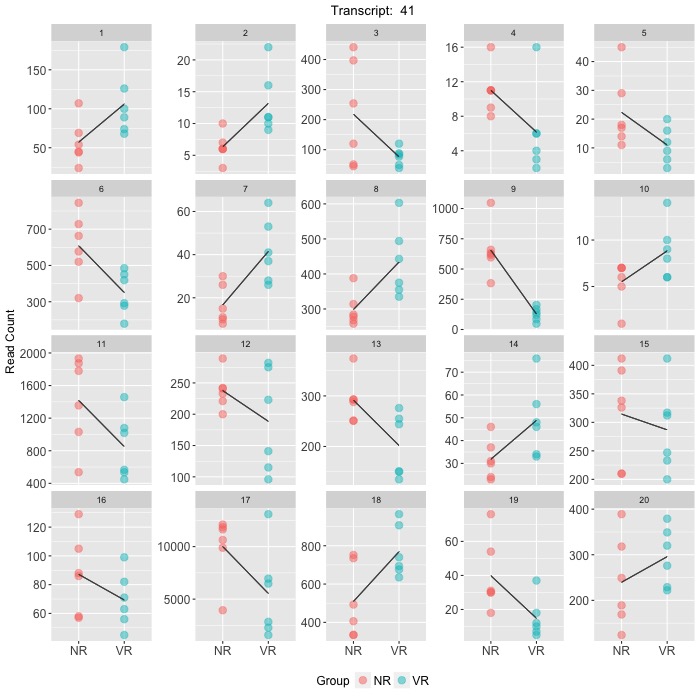 Transcript: 41
1 2 3 4 5
150 100 50
20 15 10 5
400 300 200 100
16 12 8 4
40 30 20 10
6 7 8 9 10
700 500 300
60 40 20
600 500 400 300
1000 750 500 250 0
10 5
Read Count
11 12 13 14 15
2000 1600 1200 800 400
250 200 150 100
300 200
70 60 50 40 30
400 350 300 250 200
16 17 18 19 20
120 100 80 60
10000 5000
800 600 400
60 40 20
300 200
NR VR NR VR NR VR NR VR NR VR
Group NR VR